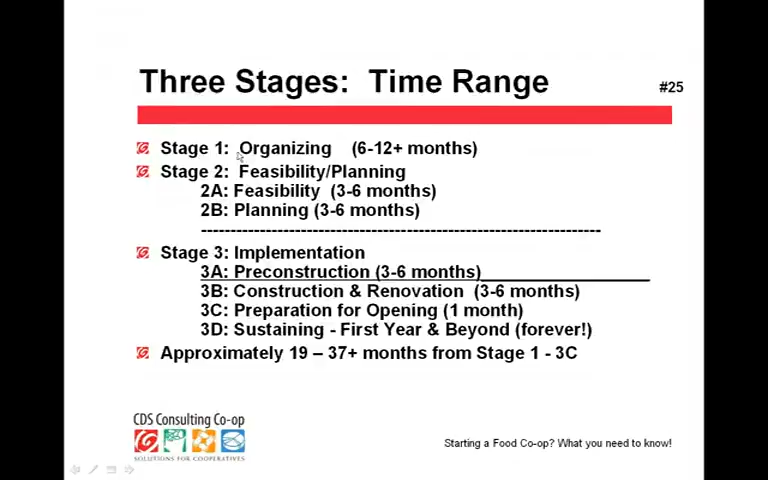 Three Stages:  Time Range
#25
Stage 1:  Organizing   (6-12+ months)
Stage 2:  Feasibility/Planning
2A: Feasibility  (3-6 months)
2B: Planning (3-6 months)
--------------------------------------------------------------------
Stage 3: Implementation
3A: Preconstruction (3-6 months)____________________
3B: Construction & Renovation  (3-6 months)
3C: Preparation for Opening (1 month)
3D: Sustaining - First Year & Beyond (forever!)
Approximately 19 – 37+ months from Stage 1 - 3C
CDS Consulting Co-op
SOLUTIONS FOR COOPERATIVES
Starting a Food Co-op? What you need to know!